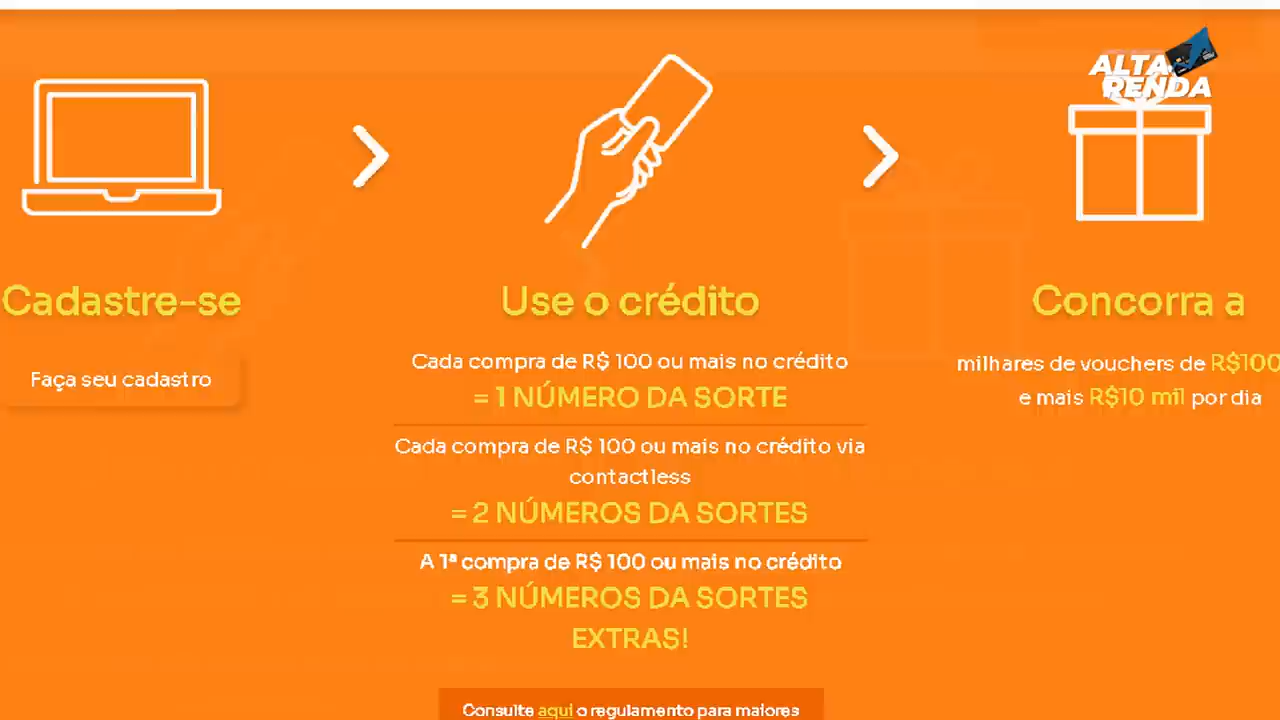 ALTA
RENDA
Cadastre-se
Faça seu cadastro
Use o crédito
Cada compra de R$ 100 ou mais no crédito
= 1 NÚMERO DA SORTE
Cada compra de R$ 100 ou mais no crédito via
contactless
= 2 NÚMEROS DA SORTES
A 1ª compra de R$ 100 ou mais no crédito
= 3 NÚMEROS DA SORTES
EXTRAS!
Consulte aqui o regulamento para maiores
Concorra a
milhares de vouchers de R$100
e mais R$10 mil por dia